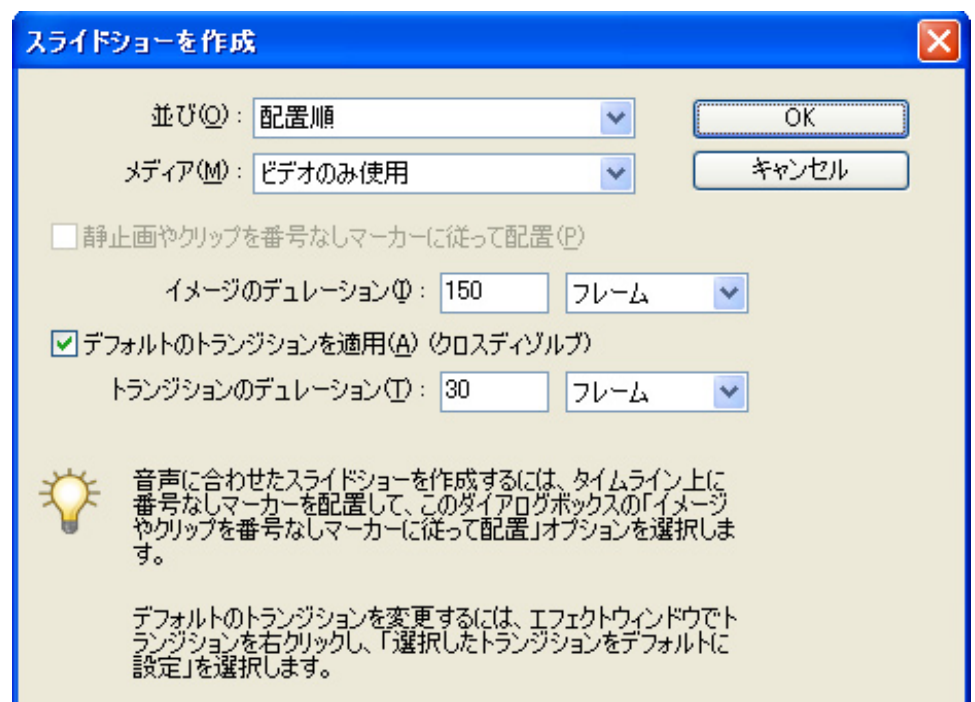 スライドショーを作成
並び(O): 配置順 OK
メディア(M): ビデオのみ使用 キャンセル
静止画やクリップを番号なしマーカーに従って配置(P)
イメージのデュレーション(I): 150 フレーム
デフォルトのトランジションを適用(A) (クロスディゾルブ)
トランジションのデュレーション(T): 30 フレーム
音声に合わせたスライドショーを作成するには、タイムライン上に
番号なしマーカーを配置して、このダイアログボックスの「イメージ
やクリップを番号なしマーカーに従って配置」オプションを選択しま
す。
デフォルトのトランジションを変更するには、エフェクトウィンドウでト
ランジションを右クリックし、「選択したトランジションをデフォルトに
設定」を選択します。